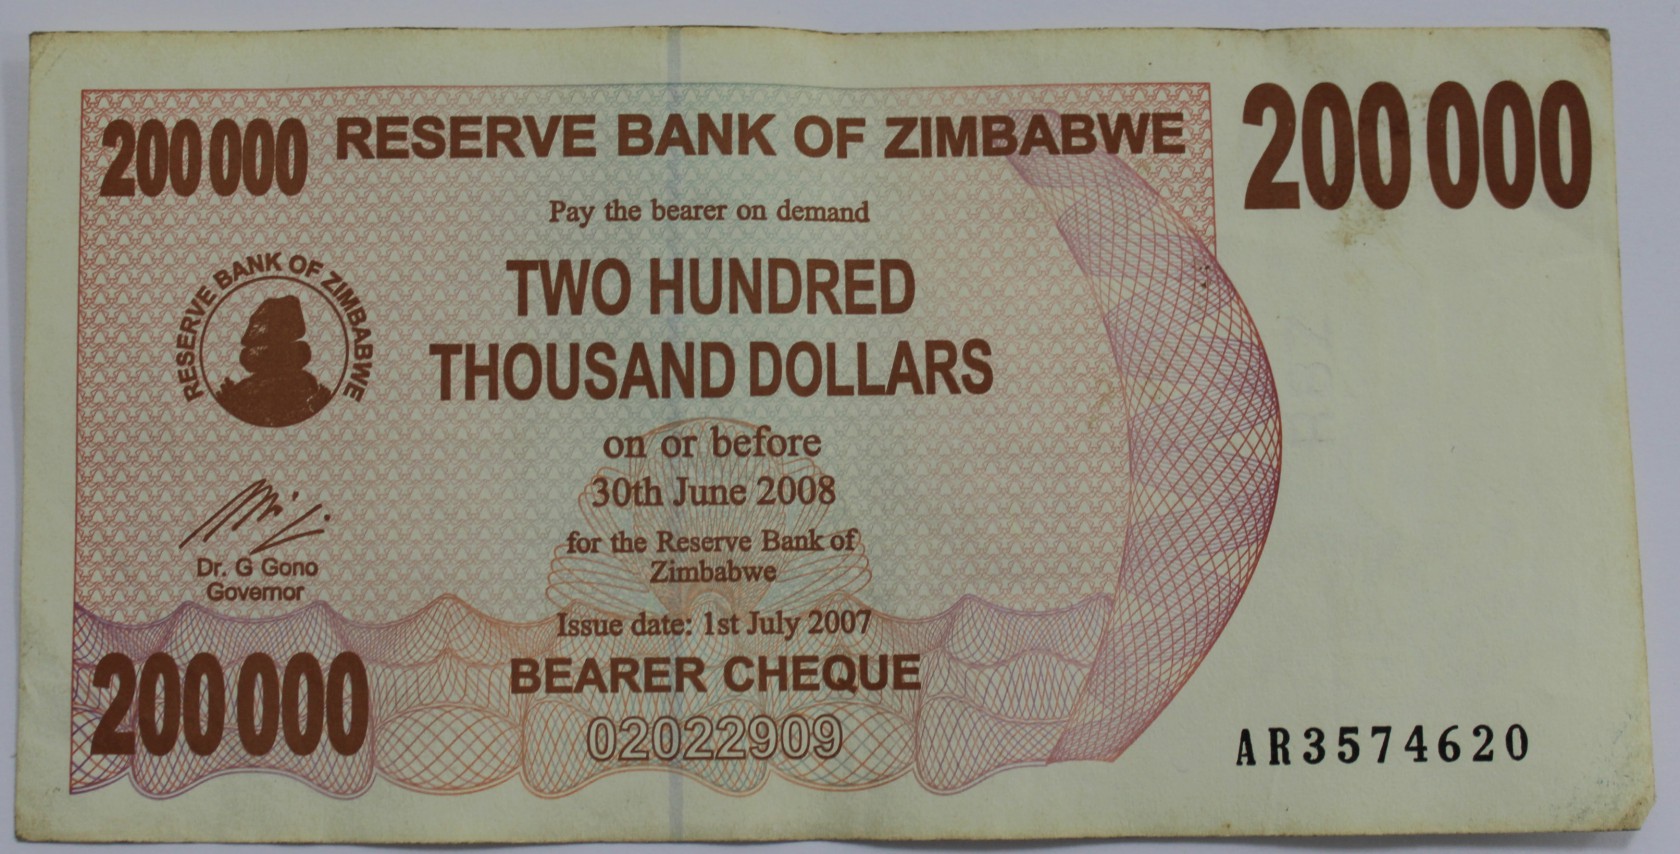 200 000 RESERVE BANK OF ZIMBABWE 200 000
Pay the bearer on demand
TWO HUNDRED
THOUSAND DOLLARS
RESERVE BANK OF ZIMBABWE
on or before
30th June 2008
for the Reserve Bank of
Zimbabwe
Dr. G Gono
Governor
Issue date: 1st July 2007
200 000 BEARER CHEQUE
02022909
AR3574620